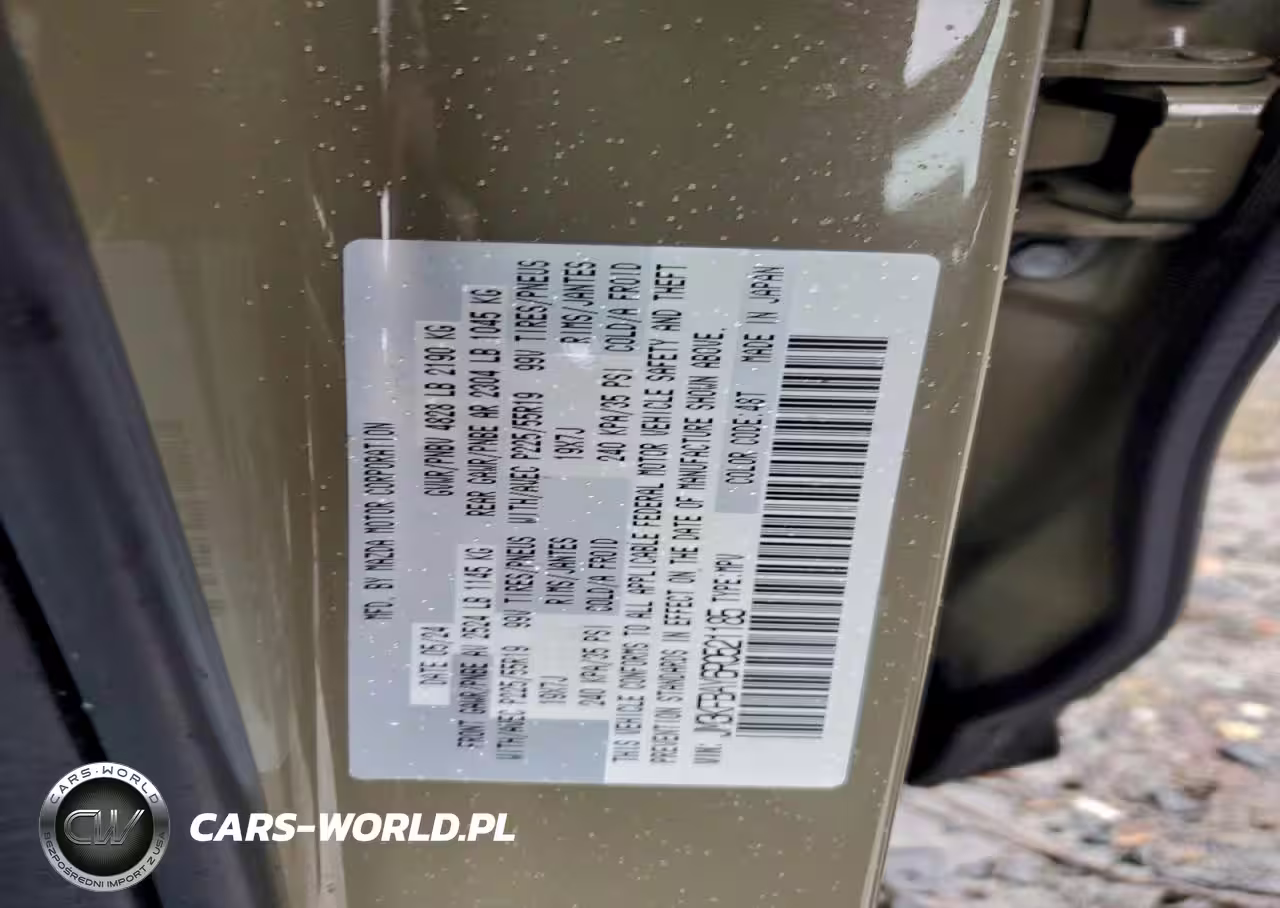 MFD. BY MAZDA MOTOR CORPORATION
DATE 05/24 GVWR/PNBV 4828 LB 2190 KG
FRONT GAWR/PNBE AV 2524 LB 1145 KG REAR GAWR/PNBE AR 2304 LB 1045 KG
WITH/AVEC P225/55R19 99V TIRES/PNEUS WITH/AVEC P225/55R19 99V TIRES/PNEUS
19X7J RIMS/JANTES 19X7J RIMS/JANTES
240 KPA/35 PSI COLD/A FROID 240 KPA/35 PSI COLD/A FROID
THIS VEHICLE CONFORMS TO ALL APPLICABLE FEDERAL MOTOR VEHICLE SAFETY AND THEFT
PREVENTION STANDARDS IN EFFECT ON THE DATE OF MANUFACTURE SHOWN ABOVE.
VIN: TYPE:MPV COLOR CODE:48T MADE IN JAPAN
CARS-WORLD
CW
BEZPOŚREDNI IMPORT Z USA
CARS-WORLD.PL